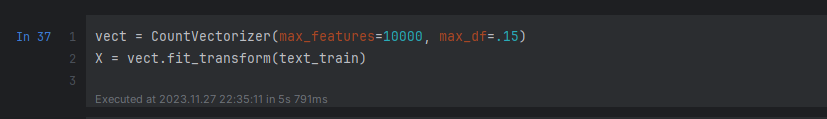 In 37
1 vect = CountVectorizer(max_features=10000, max_df=.15)
2 X = vect.fit_transform(text_train)
3
Executed at 2023.11.27 22:35:11 in 5s 791ms